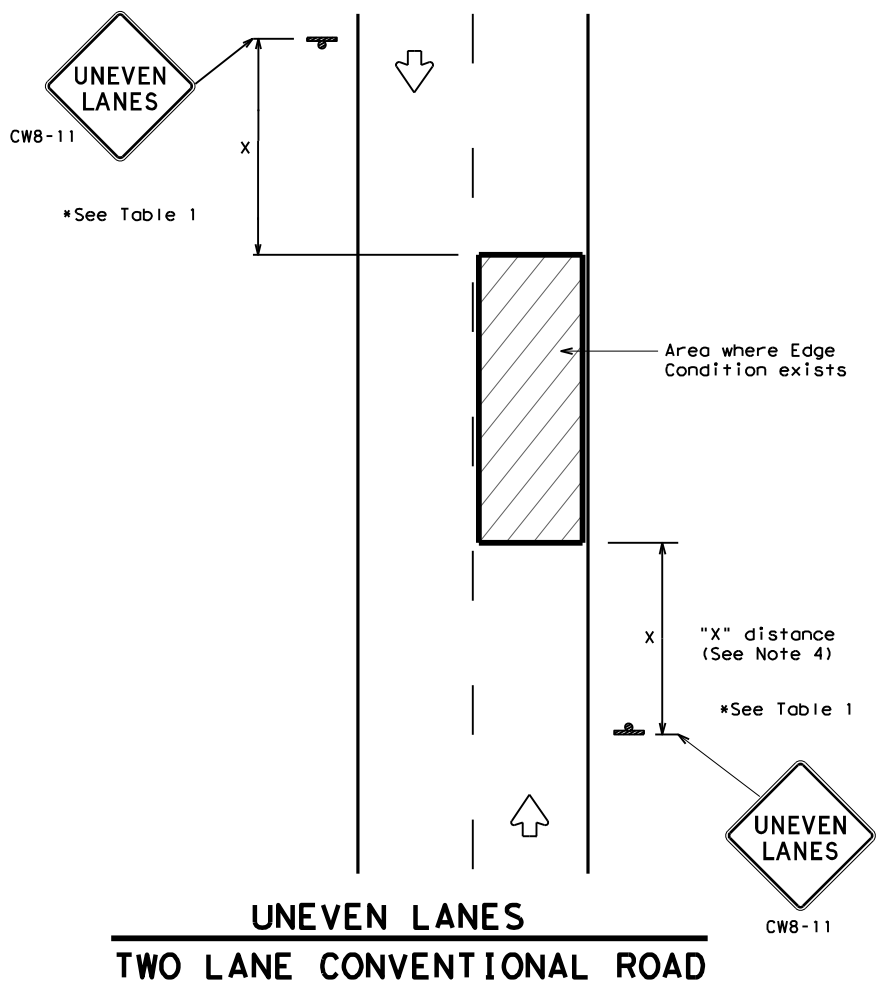 UNEVEN
LANES
CW8-11
X
*See Table 1
Area where Edge
Condition exists
X
"X" distance
(See Note 4)
*See Table 1
UNEVEN
LANES
CW8-11
UNEVEN LANES
TWO LANE CONVENTIONAL ROAD